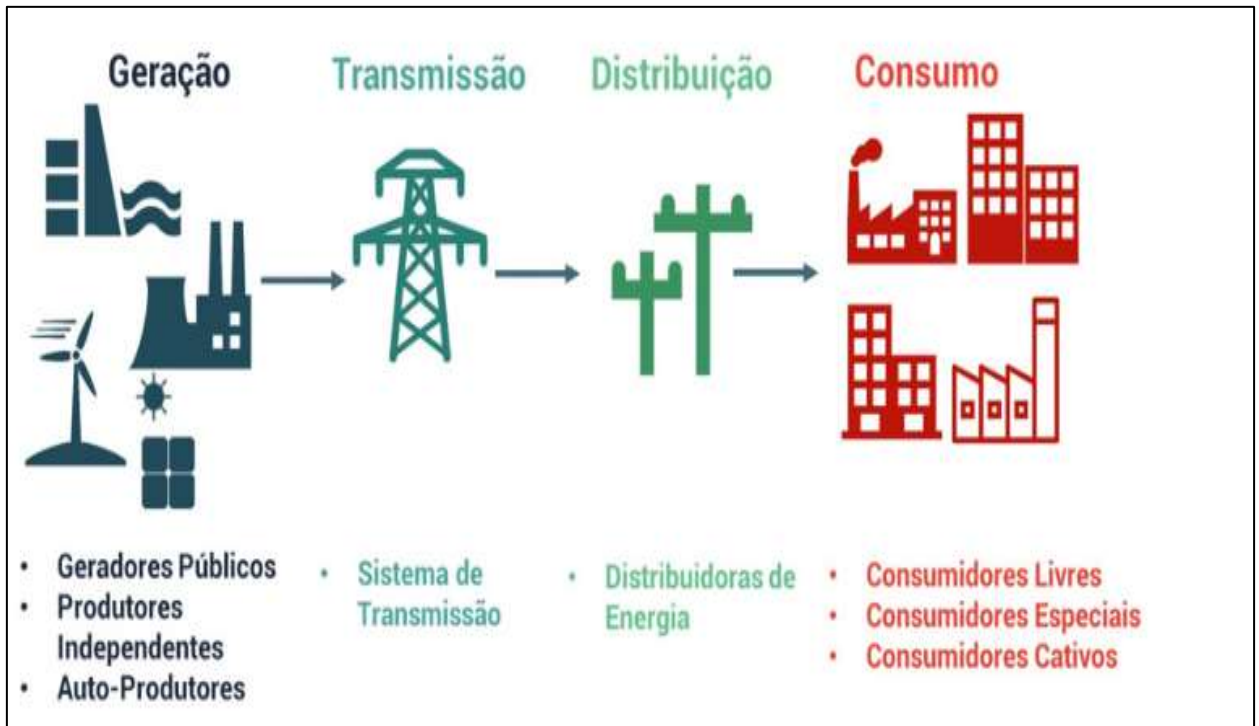 Geração
Transmissão
Distribuição
Consumo
• Geradores Públicos
• Produtores
Independentes
• Auto-Produtores
• Sistema de
Transmissão
• Distribuidoras de
Energia
• Consumidores Livres
• Consumidores Especiais
• Consumidores Cativos